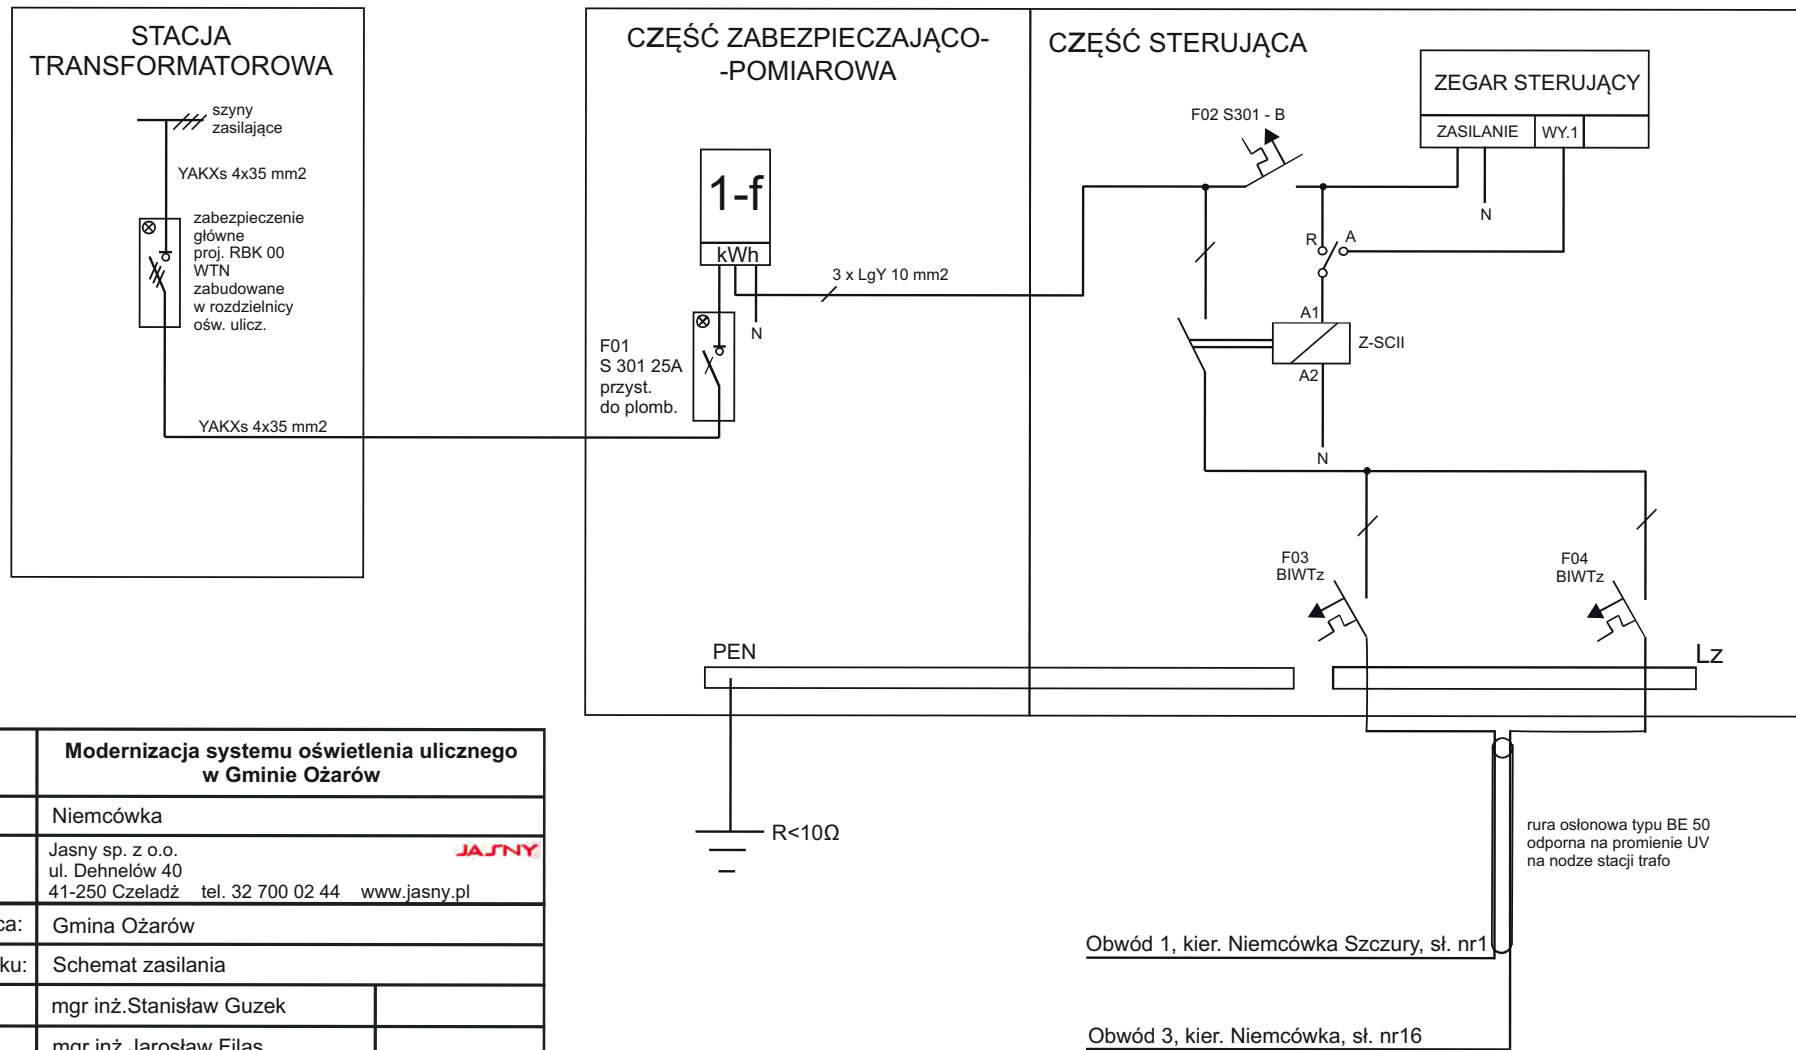 STACJA
TRANSFORMATOROWA
szyny
zasilające
YAKXs 4x35 mm2
zabezpieczenie
główne
proj. RBK 00
WTN
zabudowane
w rozdzielnicy
ośw. ulicz.
YAKXs 4x35 mm2
CZĘŚĆ ZABEZPIECZAJĄCO-
-POMIAROWA
1-f
kWh
N
F01
S 301 25A
przyst.
do plomb.
3 x LgY 10 mm2
CZĘŚĆ STERUJĄCA
F02 S301 - B
ZEGAR STERUJĄCY
ZASILANIE WY.1
N
R A
A1
Z-SCII
A2
N
F03
BIWTz
F04
BIWTz
PEN
Lz
R<10Ω
rura osłonowa typu BE 50
odporna na promienie UV
na nodze stacji trafo
Obwód 1, kier. Niemcówka Szczury, sł. nr1
Obwód 3, kier. Niemcówka, sł. nr16
Modernizacja systemu oświetlenia ulicznego
w Gminie Ożarów
Niemcówka
Jasny sp. z o.o. JASNY
ul. Dehnelów 40
41-250 Czeladż tel. 32 700 02 44 www.jasny.pl
ca: Gmina Ożarów
ku: Schemat zasilania
mgr inż.Stanisław Guzek
mgr inż.Jarosław Filas